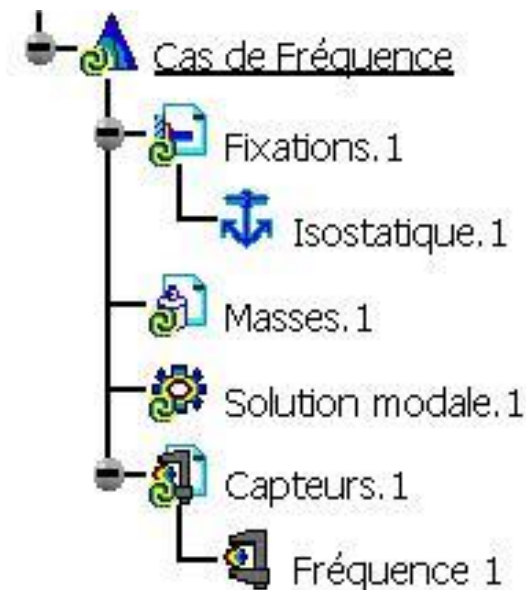 Cas de Fréquence
Fixations.1
Isostatique.1
Masses.1
Solution modale.1
Capteurs.1
Fréquence 1